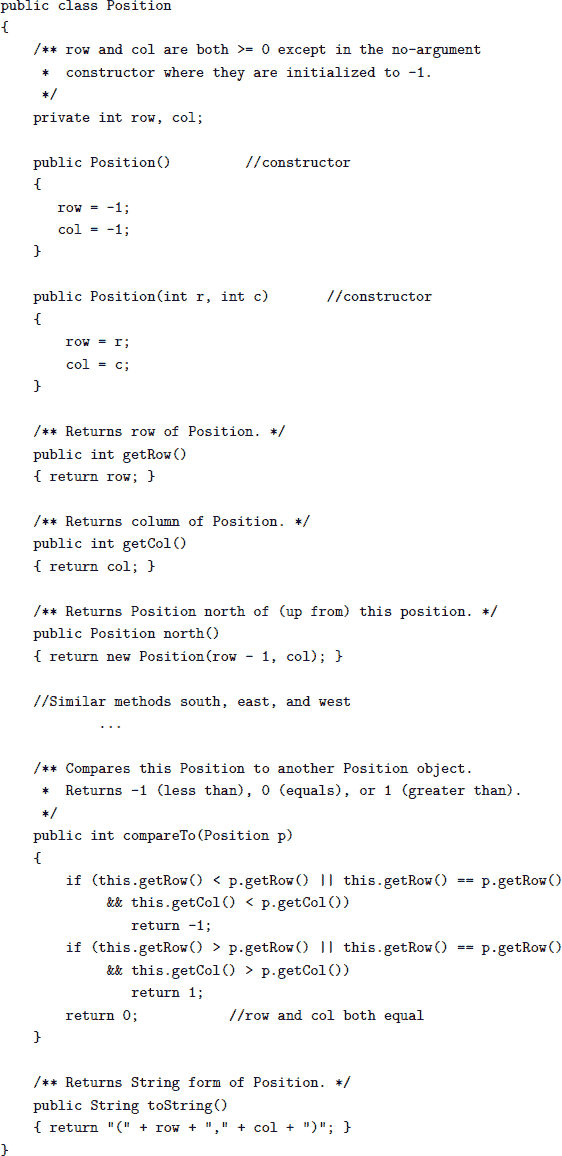 public class Position
{
    /** row and col are both >= 0 except in the no-argument
     *  constructor where they are initialized to -1.
     */
    private int row, col;

    public Position()         //constructor
    {
       row = -1;
       col = -1;
    }

    public Position(int r, int c)       //constructor
    {
        row = r;
        col = c;
    }

    /** Returns row of Position. */
    public int getRow()
    { return row; }

    /** Returns column of Position. */
    public int getCol()
    { return col; }

    /** Returns Position north of (up from) this position. */
    public Position north()
    { return new Position(row - 1, col); }

    //Similar methods south, east, and west
            ...

    /** Compares this Position to another Position object.
     *  Returns -1 (less than), 0 (equals), or 1 (greater than).
     */
    public int compareTo(Position p)
    {
        if (this.getRow() < p.getRow() || this.getRow() == p.getRow()
             && this.getCol() < p.getCol())
                return -1;
        if (this.getRow() > p.getRow() || this.getRow() == p.getRow()
             && this.getCol() > p.getCol())
                return 1;
        return 0;           //row and col both equal
    }

    /** Returns String form of Position. */
    public String toString()
    { return "(" + row + "," + col + ")"; }
}